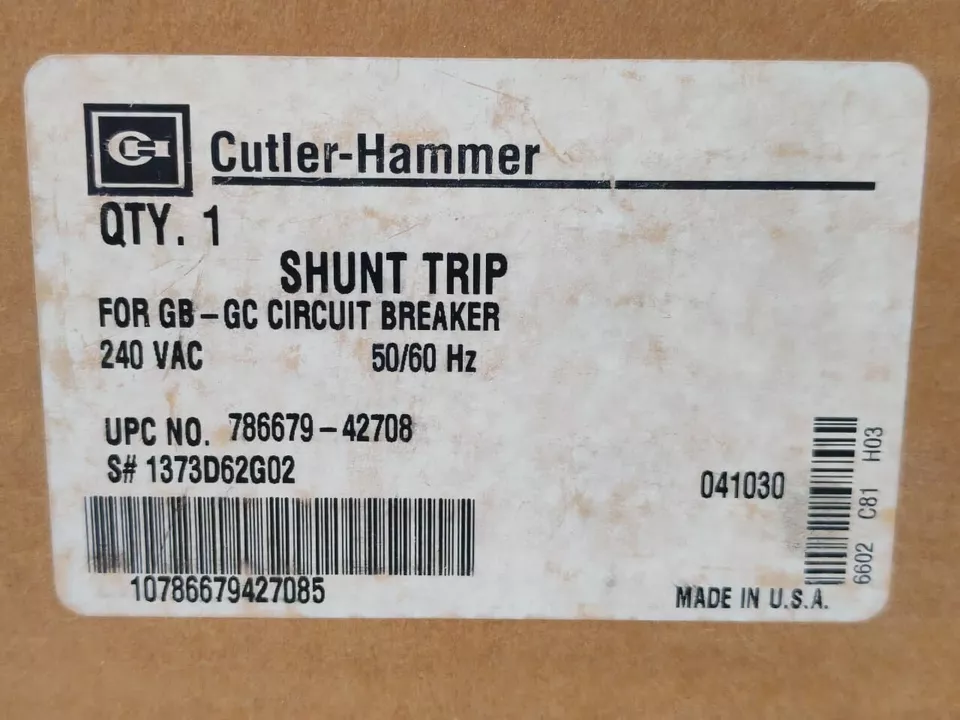 CH Cutler-Hammer
QTY. 1
SHUNT TRIP
FOR GB-GC CIRCUIT BREAKER
240 VAC 50/60 Hz
UPC NO. 786679-42708
S# 1373D62G02
041030
10786679427085
MADE IN U.S.A.
6602 C81 H03